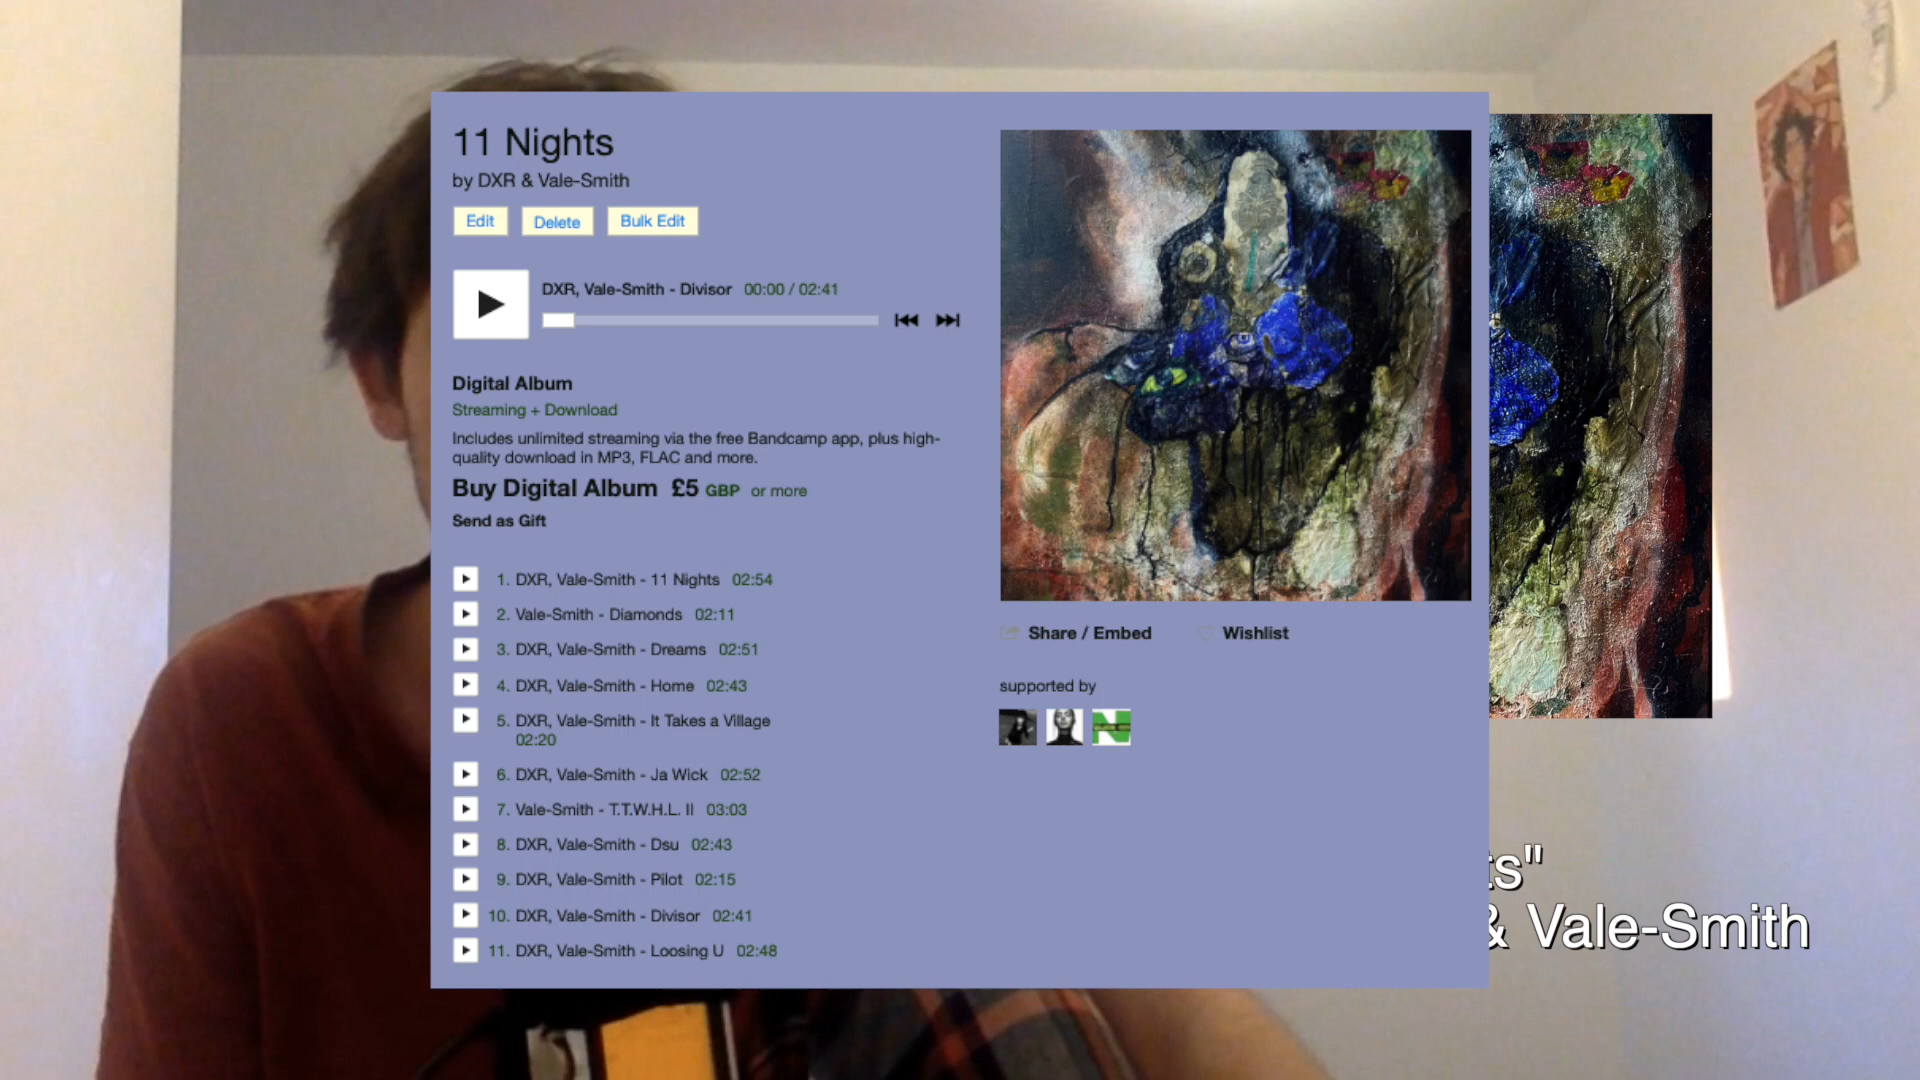 11 Nights
by DXR & Vale-Smith
Edit Delete Bulk Edit
DXR, Vale-Smith - Divisor 00:00 / 02:41
Digital Album
Streaming + Download
Includes unlimited streaming via the free Bandcamp app, plus high-
quality download in MP3, FLAC and more.
Buy Digital Album £5 GBP or more
Send as Gift
1. DXR, Vale-Smith - 11 Nights 02:54
2. Vale-Smith - Diamonds 02:11
3. DXR, Vale-Smith - Dreams 02:51
4. DXR, Vale-Smith - Home 02:43
5. DXR, Vale-Smith - It Takes a Village
02:20
6. DXR, Vale-Smith - Ja Wick 02:52
7. Vale-Smith - T.T.W.H.L. II 03:03
8. DXR, Vale-Smith - Dsu 02:43
9. DXR, Vale-Smith - Pilot 02:15
10. DXR, Vale-Smith - Divisor 02:41
11. DXR, Vale-Smith - Loosing U 02:48
Share / Embed Wishlist
supported by
ts"
& Vale-Smith